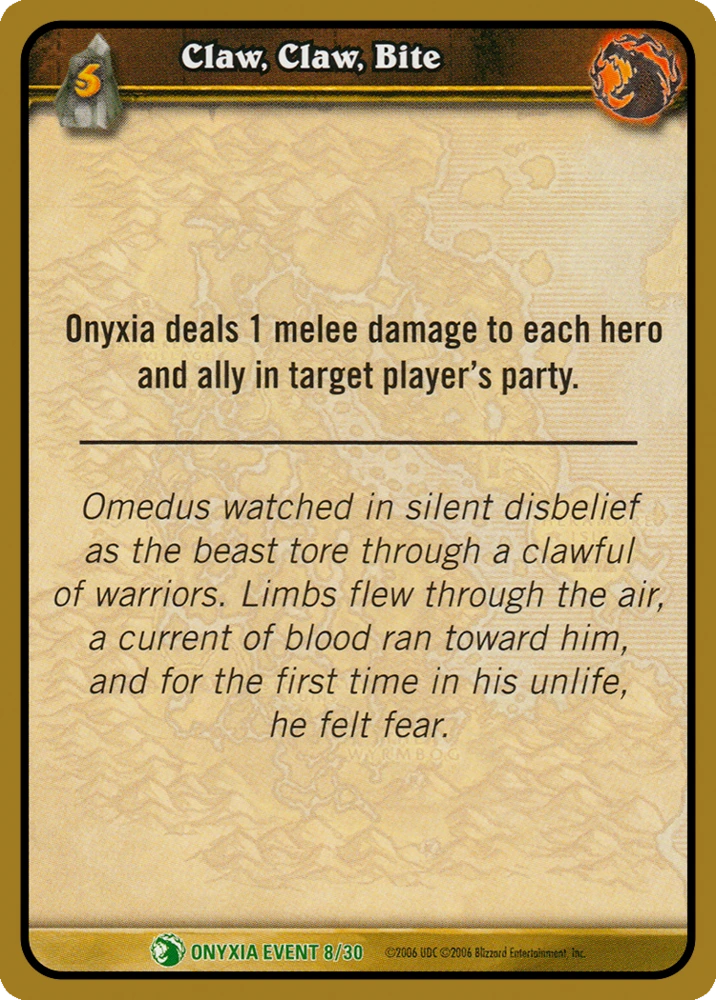 5
Claw, Claw, Bite
Onyxia deals 1 melee damage to each hero
and ally in target player's party.
Omedus watched in silent disbelief
as the beast tore through a clawful
of warriors. Limbs flew through the air,
a current of blood ran toward him,
and for the first time in his unlife,
he felt fear.
WYRMBOG
ONYXIA EVENT 8/30
©2006 UDC ©2006 Blizzard Entertainment, Inc.